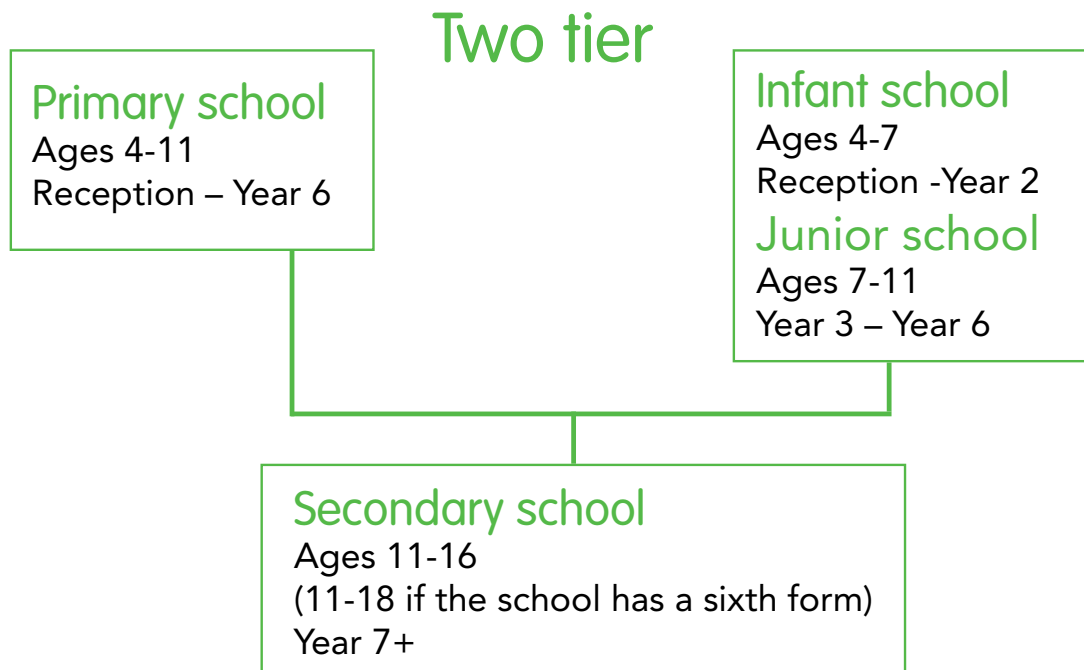 Two tier
Primary school
Ages 4-11
Reception – Year 6
Infant school
Ages 4-7
Reception -Year 2
Junior school
Ages 7-11
Year 3 – Year 6
Secondary school
Ages 11-16
(11-18 if the school has a sixth form)
Year 7+